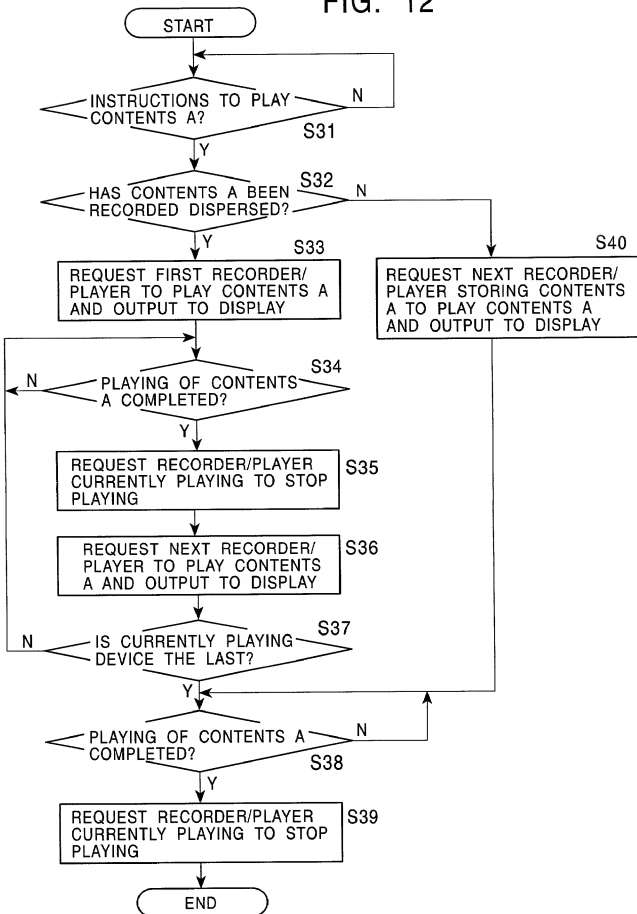 FIG. 12
START
INSTRUCTIONS TO PLAY
CONTENTS A?
N
S31
Y
S32
HAS CONTENTS A BEEN
RECORDED DISPERSED?
N
Y
S33
REQUEST FIRST RECORDER/
PLAYER TO PLAY CONTENTS A
AND OUTPUT TO DISPLAY
S40
REQUEST NEXT RECORDER/
PLAYER STORING CONTENTS
A TO PLAY CONTENTS A
AND OUTPUT TO DISPLAY
S34
N
PLAYING OF CONTENTS
A COMPLETED?
Y
REQUEST RECORDER/PLAYER
CURRENTLY PLAYING TO STOP
PLAYING
S35
REQUEST NEXT RECORDER/
PLAYER TO PLAY CONTENTS
A AND OUTPUT TO DISPLAY
S36
S37
N
IS CURRENTLY PLAYING
DEVICE THE LAST?
Y
PLAYING OF CONTENTS A
COMPLETED?
N
S38
Y
REQUEST RECORDER/PLAYER
CURRENTLY PLAYING TO STOP
PLAYING
S39
END